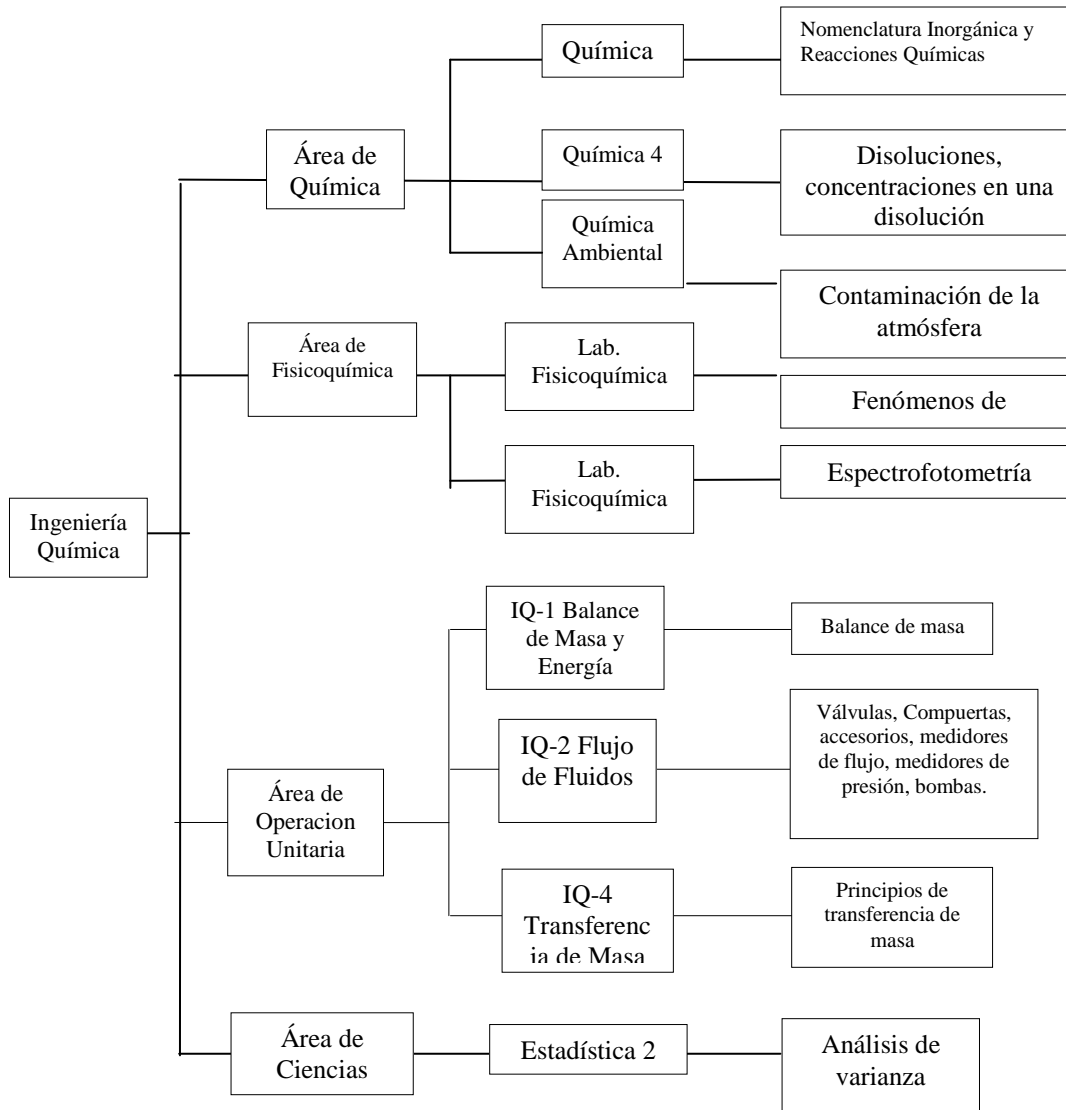 Química
Nomenclatura Inorgánica y
Reacciones Químicas
Área de
Química
Química 4
Disoluciones,
concentraciones en una
disolución
Química
Ambiental
Contaminación de la
atmósfera
Área de
Fisicoquímica
Lab.
Fisicoquímica
Fenómenos de
Lab.
Fisicoquímica
Espectrofotometría
Ingeniería
Química
IQ-1 Balance
de Masa y
Energía
Balance de masa
IQ-2 Flujo
de Fluidos
Válvulas, Compuertas,
accesorios, medidores
de flujo, medidores de
presión, bombas.
Área de
Operacion
Unitaria
IQ-4
Transferenc
ia de Masa
Principios de
transferencia de
masa
Área de
Ciencias
Estadística 2
Análisis de
varianza